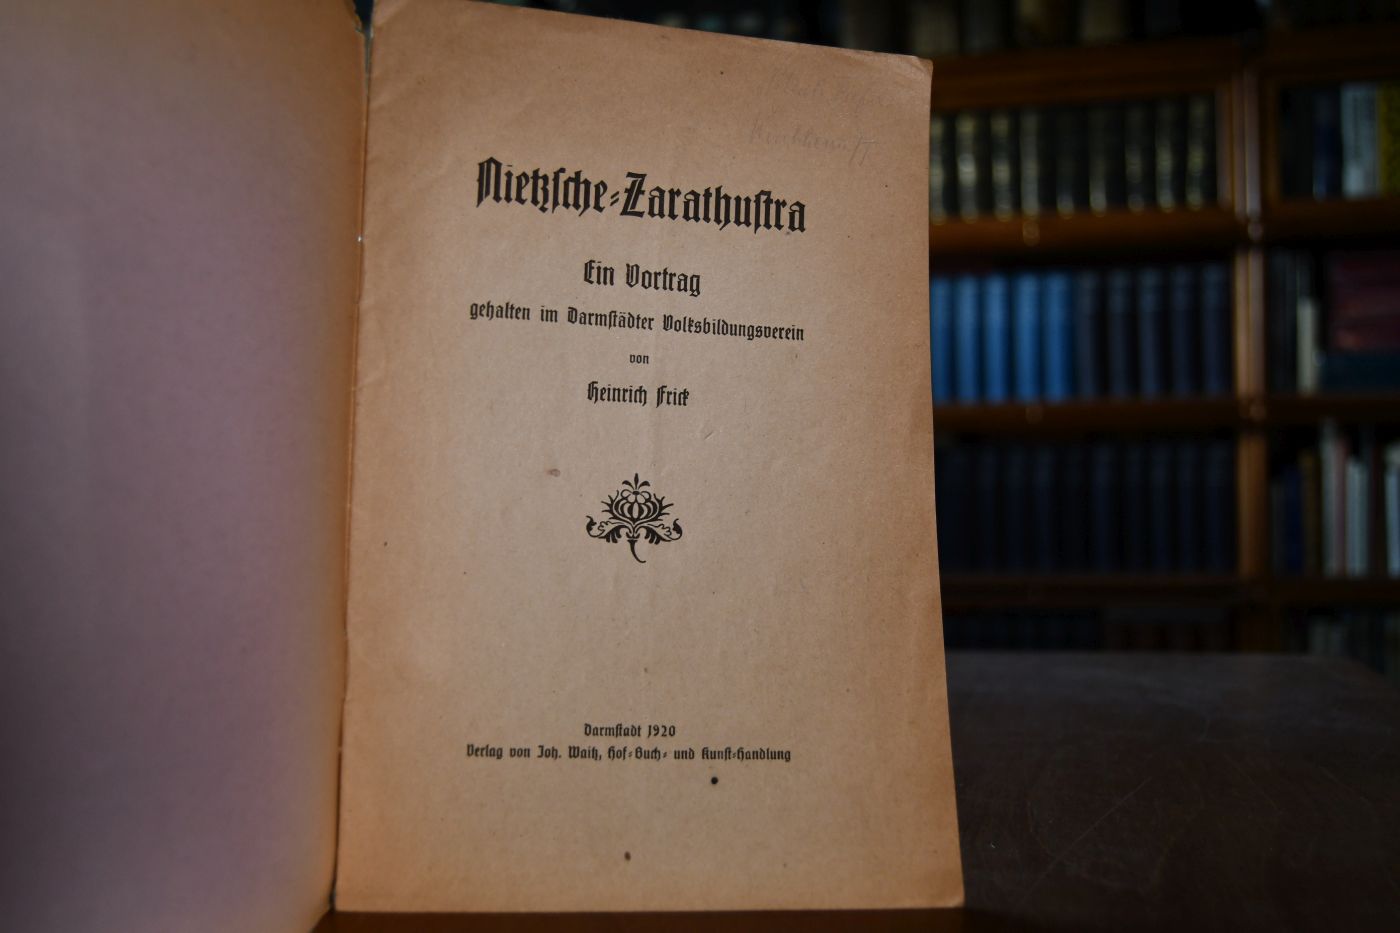 Nietzsche-Zarathustra
Ein Vortrag
gehalten im Darmstädter Volksbildungsverein
von
Heinrich Frick
Darmstadt 1920
Verlag von Joh. Waitz, Hof-Buch- und Kunst-Handlung